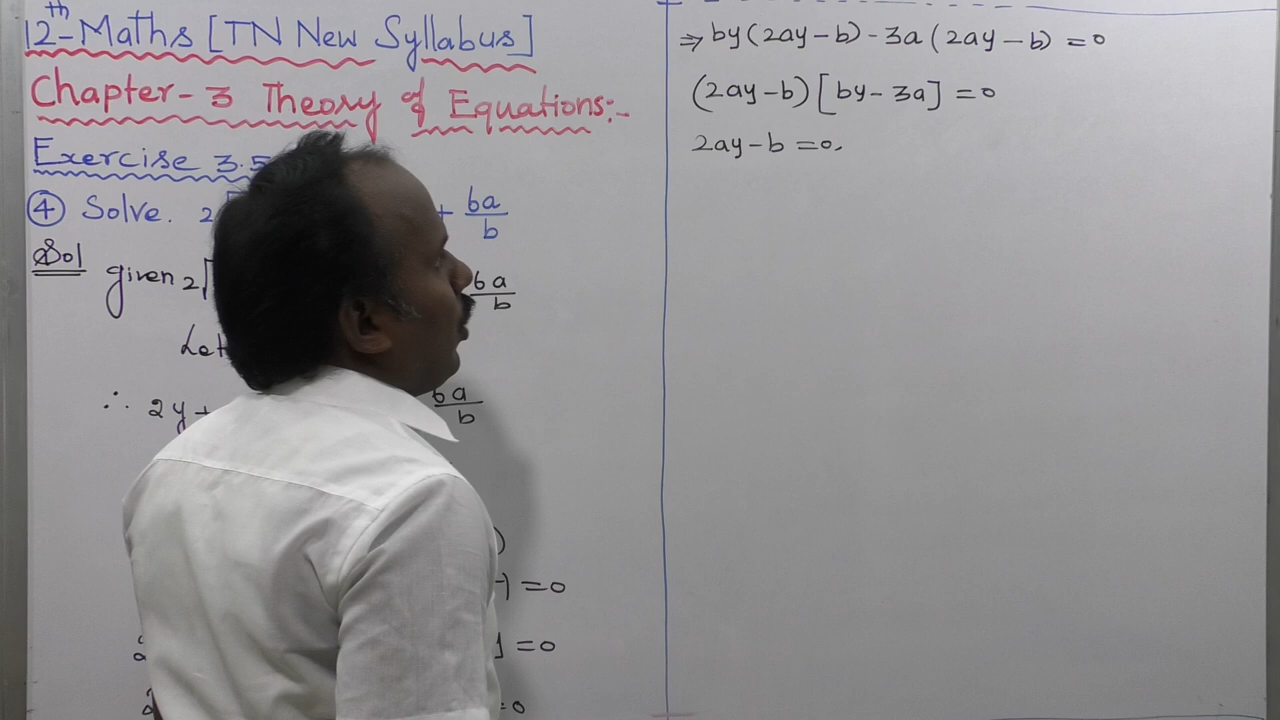 12th Maths [TN New Syllabus]
Chapter-3 Theory of Equations:-
Exercise 3.5
④ Solve. 2√ + 6a/b
Sol given 2√ 6a/b
Let
∴ 2y+ 6a/b
) = 0
] = 0
= 0
⇒ by(2ay-b)-3a(2ay-b) = 0
(2ay-b)[by-3a] = 0
2ay-b = 0,